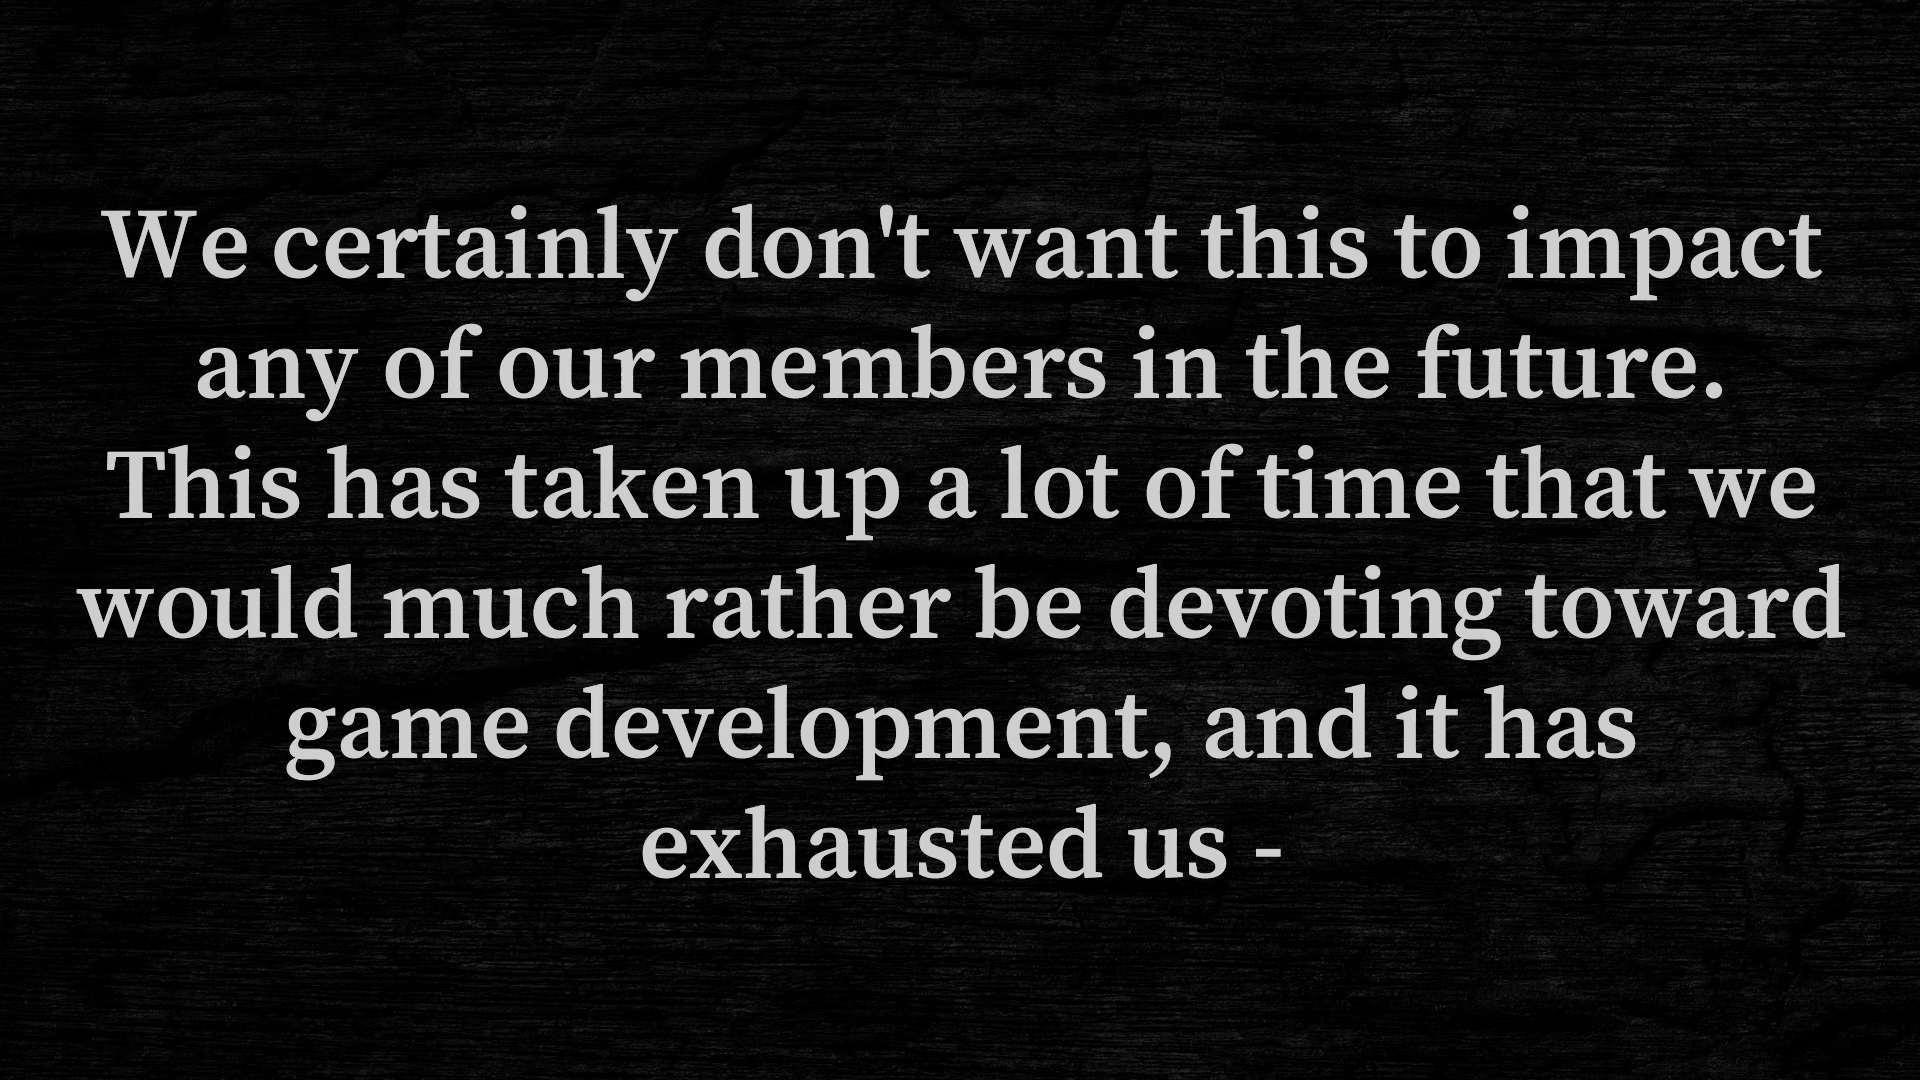 We certainly don't want this to impact
any of our members in the future.
This has taken up a lot of time that we
would much rather be devoting toward
game development, and it has
exhausted us -